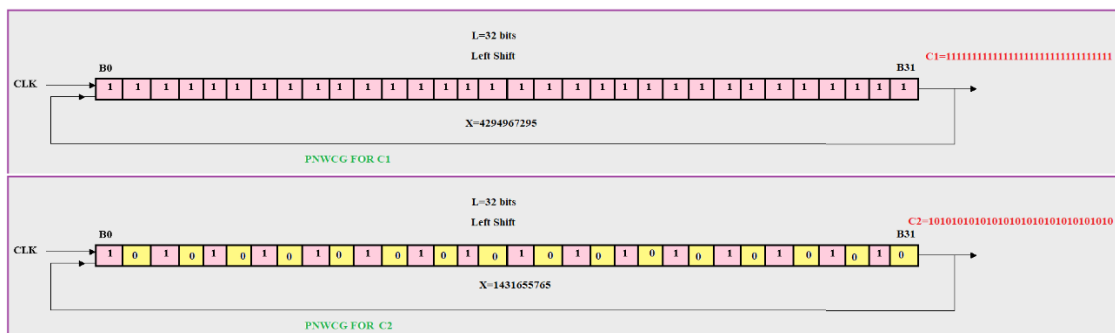 L=32 bits
Left Shift
C1=11111111111111111111111111111111
B0
B31
CLK
1 1 1 1 1 1 1 1 1 1 1 1 1 1 1 1 1 1 1 1 1 1 1 1 1 1 1 1 1 1 1 1
X=4294967295
PNWCG FOR C1
L=32 bits
Left Shift
C2=10101010101010101010101010101010
B0
B31
CLK
1 0 1 0 1 0 1 0 1 0 1 0 1 0 1 0 1 0 1 0 1 0 1 0 1 0 1 0 1 0 1 0
X=1431655765
PNWCG FOR C2